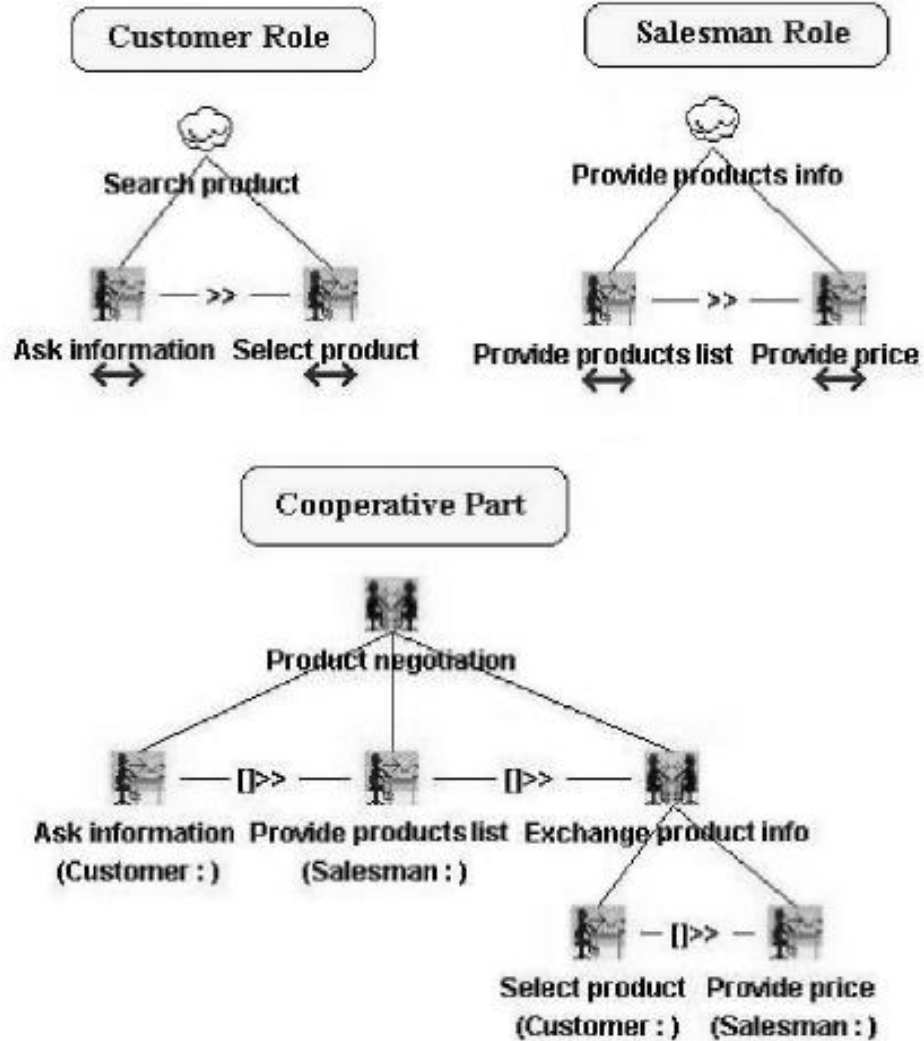 Customer Role
Salesman Role
Search product
Provide products info
>>
>>
Ask information
Select product
Provide products list
Provide price
Cooperative Part
Product negotiation
[]>>
[]>>
Ask information
(Customer : )
Provide products list
(Salesman : )
Exchange product info
[]>>
Select product
(Customer : )
Provide price
(Salesman : )